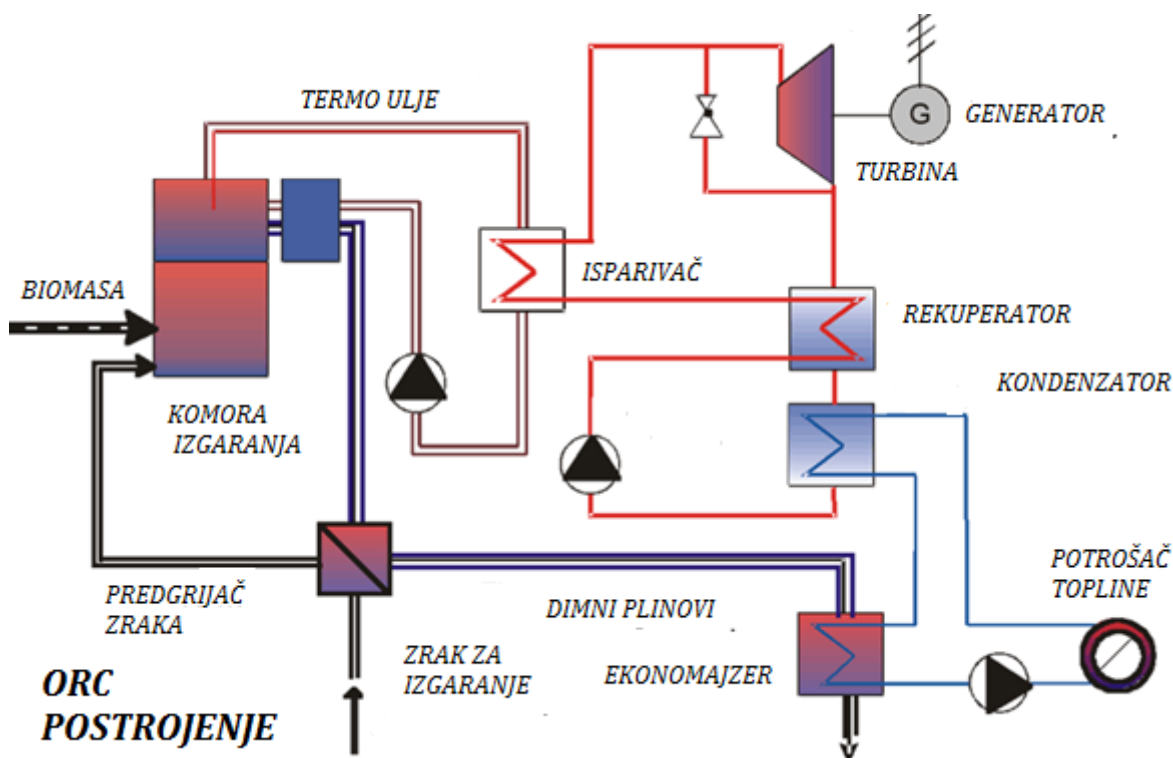 TERMO ULJE
G
GENERATOR
TURBINA
ISPARIVAČ
BIOMASA
REKUPERATOR
KONDENZATOR
KOMORA
IZGARANJA
POTROŠAČ
TOPLINE
PREDGRIJAČ
ZRAKA
DIMNI PLINOVI
ZRAK ZA
IZGARANJE
EKONOMAJZER
ORC
POSTROJENJE